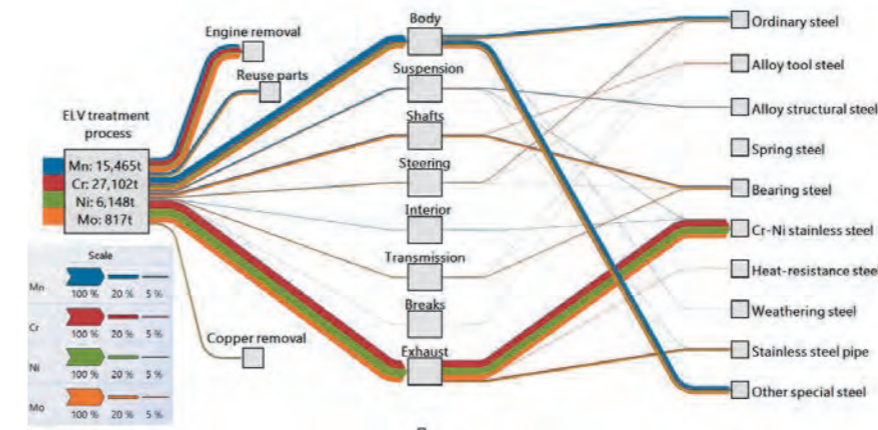 Engine removal
Reuse parts
ELV treatment
process
Mn: 15,465t
Cr: 27,102t
Ni: 6,148t
Mo: 817t
Scale
Mn
100 % 20 % 5 %
Cr
100 % 20 % 5 %
Ni
100 % 20 % 5 %
Mo
100 % 20 % 5 %
Copper removal
Body
Suspension
Shafts
Steering
Interior
Transmission
Breaks
Exhaust
Ordinary steel
Alloy tool steel
Alloy structural steel
Spring steel
Bearing steel
Cr-Ni stainless steel
Heat-resistance steel
Weathering steel
Stainless steel pipe
Other special steel